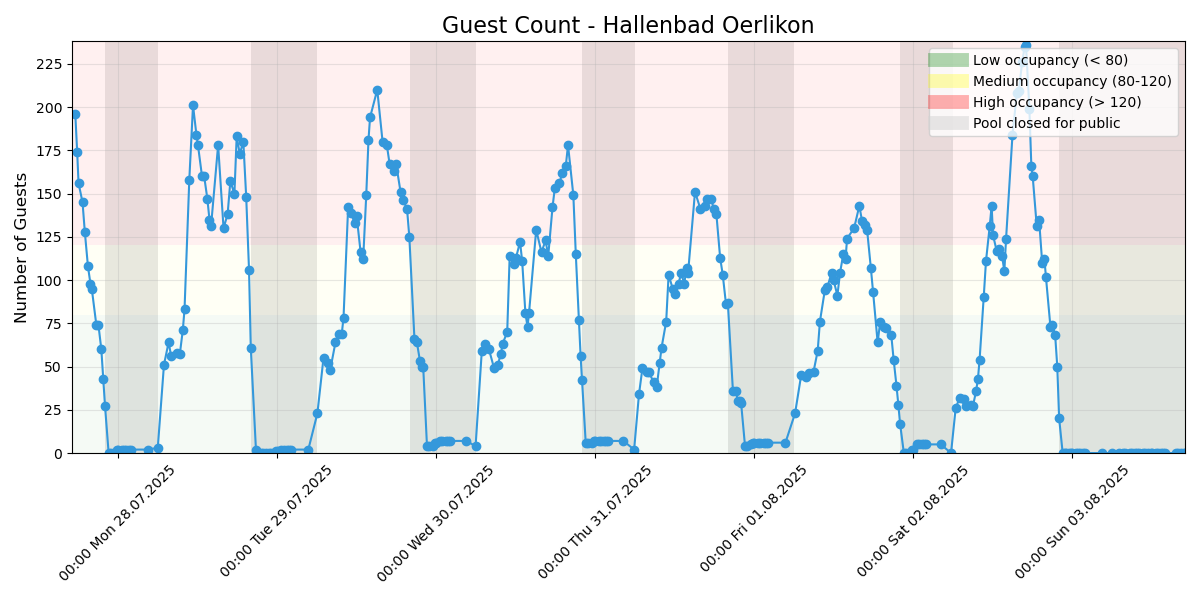 Guest Count - Hallenbad Oerlikon
Number of Guests
225
200
175
150
125
100
75
50
25
0
Low occupancy (< 80)
Medium occupancy (80-120)
High occupancy (> 120)
Pool closed for public
00:00 Mon 28.07.2025
00:00 Tue 29.07.2025
00:00 Wed 30.07.2025
00:00 Thu 31.07.2025
00:00 Fri 01.08.2025
00:00 Sat 02.08.2025
00:00 Sun 03.08.2025